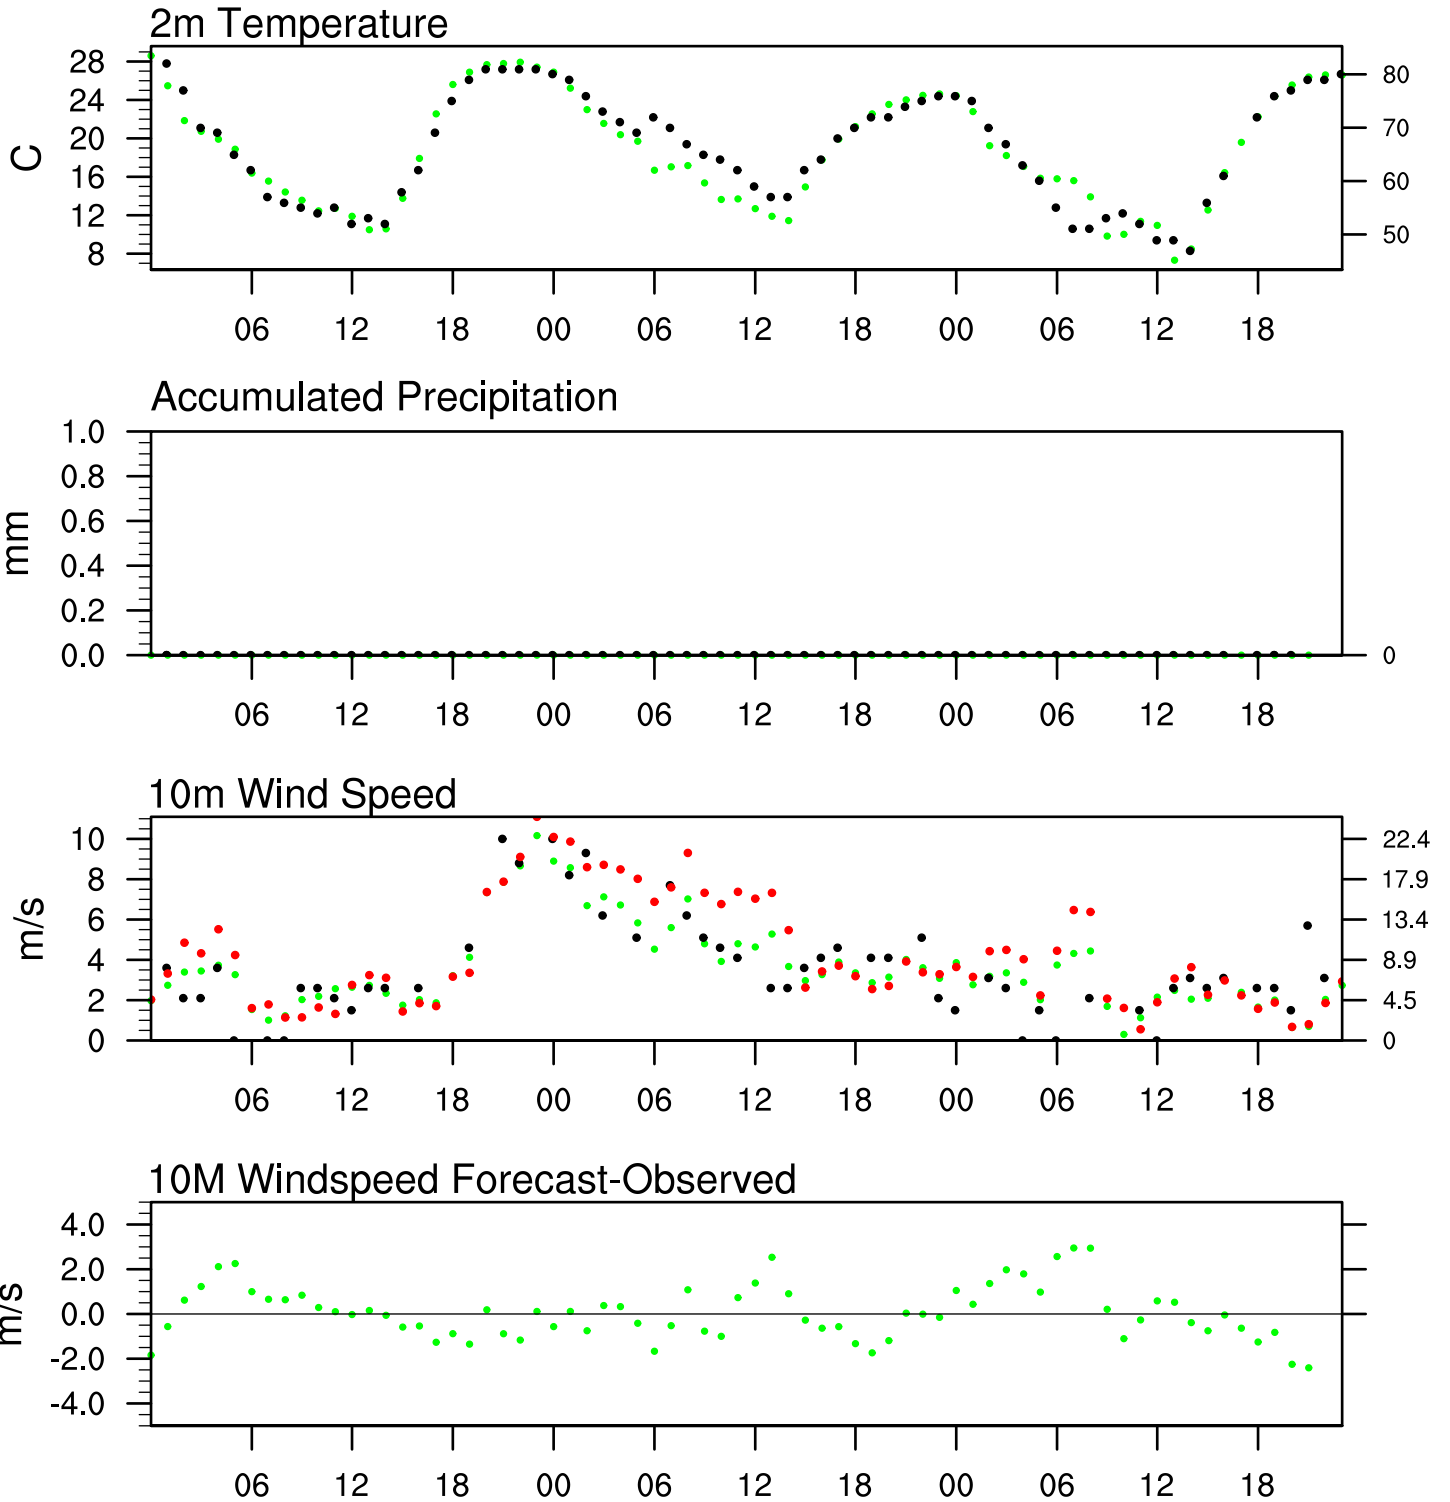 2m Temperature
28
24
20
16
12
8
C
80
70
60
50
06 12 18 00 06 12 18 00 06 12 18
Accumulated Precipitation
1.0
0.8
0.6
0.4
0.2
0.0
mm
0
06 12 18 00 06 12 18 00 06 12 18
10m Wind Speed
10
8
6
4
2
0
m/s
22.4
17.9
13.4
8.9
4.5
0
06 12 18 00 06 12 18 00 06 12 18
10M Windspeed Forecast-Observed
4.0
2.0
0.0
-2.0
-4.0
m/s
06 12 18 00 06 12 18 00 06 12 18